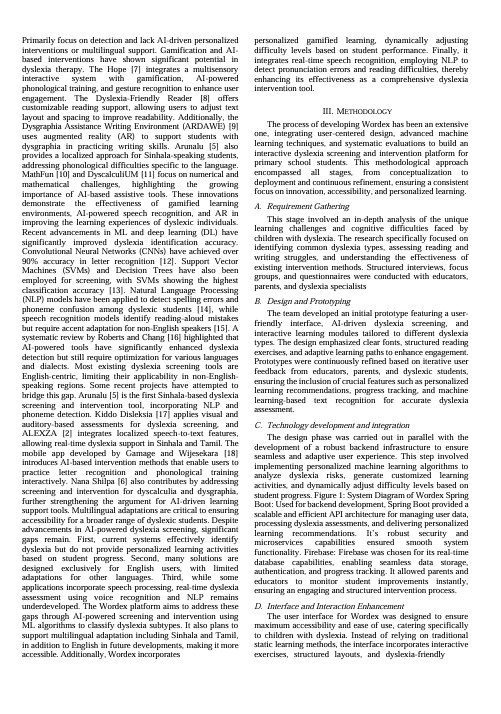 Primarily focus on detection and lack AI-driven personalized
interventions or multilingual support. Gamification and AI-
based interventions have shown significant potential in
dyslexia therapy. The Hope [7] integrates a multisensory
interactive system with gamification, AI-powered
phonological training, and gesture recognition to enhance user
engagement. The Dyslexia-Friendly Reader [8] offers
customizable reading support, allowing users to adjust text
layout and spacing to improve readability. Additionally, the
Dysgraphia Assistance Writing Environment (ARDAWE) [9]
uses augmented reality (AR) to support students with
dysgraphia in practicing writing skills. Arunalu [5] also
provides a localized approach for Sinhala-speaking students,
addressing phonological difficulties specific to the language.
MathFun [10] and DyscalculiUM [11] focus on numerical and
mathematical challenges, highlighting the growing
importance of AI-based assistive tools. These innovations
demonstrate the effectiveness of gamified learning
environments, AI-powered speech recognition, and AR in
improving the learning experiences of dyslexic individuals.
Recent advancements in ML and deep learning (DL) have
significantly improved dyslexia identification accuracy.
Convolutional Neural Networks (CNNs) have achieved over
90% accuracy in letter recognition [12]. Support Vector
Machines (SVMs) and Decision Trees have also been
employed for screening, with SVMs showing the highest
classification accuracy [13]. Natural Language Processing
(NLP) models have been applied to detect spelling errors and
phoneme confusion among dyslexic students [14], while
speech recognition models identify reading-aloud mistakes
but require accent adaptation for non-English speakers [15]. A
systematic review by Roberts and Chang [16] highlighted that
AI-powered tools have significantly enhanced dyslexia
detection but still require optimization for various languages
and dialects. Most existing dyslexia screening tools are
English-centric, limiting their applicability in non-English-
speaking regions. Some recent projects have attempted to
bridge this gap. Arunalu [5] is the first Sinhala-based dyslexia
screening and intervention tool, incorporating NLP and
phoneme detection. Kiddo Disleksia [17] applies visual and
auditory-based assessments for dyslexia screening, and
ALEXZA [2] integrates localized speech-to-text features,
allowing real-time dyslexia support in Sinhala and Tamil. The
mobile app developed by Gamage and Wijesekara [18]
introduces AI-based intervention methods that enable users to
practice letter recognition and phonological training
interactively. Nana Shilpa [6] also contributes by addressing
screening and intervention for dyscalculia and dysgraphia,
further strengthening the argument for AI-driven learning
support tools. Multilingual adaptations are critical to ensuring
accessibility for a broader range of dyslexic students. Despite
advancements in AI-powered dyslexia screening, significant
gaps remain. First, current systems effectively identify
dyslexia but do not provide personalized learning activities
based on student progress. Second, many solutions are
designed exclusively for English users, with limited
adaptations for other languages. Third, while some
applications incorporate speech processing, real-time dyslexia
assessment using voice recognition and NLP remains
underdeveloped. The Wordex platform aims to address these
gaps through AI-powered screening and intervention using
ML algorithms to classify dyslexia subtypes. It also plans to
support multilingual adaptation including Sinhala and Tamil,
in addition to English in future developments, making it more
accessible. Additionally, Wordex incorporates
personalized gamified learning, dynamically adjusting
difficulty levels based on student performance. Finally, it
integrates real-time speech recognition, employing NLP to
detect pronunciation errors and reading difficulties, thereby
enhancing its effectiveness as a comprehensive dyslexia
intervention tool.
III. METHODOLOGY
The process of developing Wordex has been an extensive
one, integrating user-centered design, advanced machine
learning techniques, and systematic evaluations to build an
interactive dyslexia screening and intervention platform for
primary school students. This methodological approach
encompassed all stages, from conceptualization to
deployment and continuous refinement, ensuring a consistent
focus on innovation, accessibility, and personalized learning.
A. Requirement Gathering
This stage involved an in-depth analysis of the unique
learning challenges and cognitive difficulties faced by
children with dyslexia. The research specifically focused on
identifying common dyslexia types, assessing reading and
writing struggles, and understanding the effectiveness of
existing intervention methods. Structured interviews, focus
groups, and questionnaires were conducted with educators,
parents, and dyslexia specialists
B. Design and Prototyping
The team developed an initial prototype featuring a user-
friendly interface, AI-driven dyslexia screening, and
interactive learning modules tailored to different dyslexia
types. The design emphasized clear fonts, structured reading
exercises, and adaptive learning paths to enhance engagement.
Prototypes were continuously refined based on iterative user
feedback from educators, parents, and dyslexic students,
ensuring the inclusion of crucial features such as personalized
learning recommendations, progress tracking, and machine
learning-based text recognition for accurate dyslexia
assessment.
C. Technology development and integration
The design phase was carried out in parallel with the
development of a robust backend infrastructure to ensure
seamless and adaptive user experience. This step involved
implementing personalized machine learning algorithms to
analyze dyslexia risks, generate customized learning
activities, and dynamically adjust difficulty levels based on
student progress. Figure 1: System Diagram of Wordex Spring
Boot: Used for backend development, Spring Boot provided a
scalable and efficient API architecture for managing user data,
processing dyslexia assessments, and delivering personalized
learning recommendations. It's robust security and
microservices capabilities ensured smooth system
functionality. Firebase: Firebase was chosen for its real-time
database capabilities, enabling seamless data storage,
authentication, and progress tracking. It allowed parents and
educators to monitor student improvements instantly,
ensuring an engaging and structured intervention process.
D. Interface and Interaction Enhancement
The user interface for Wordex was designed to ensure
maximum accessibility and ease of use, catering specifically
to children with dyslexia. Instead of relying on traditional
static learning methods, the interface incorporates interactive
exercises, structured layouts, and dyslexia-friendly